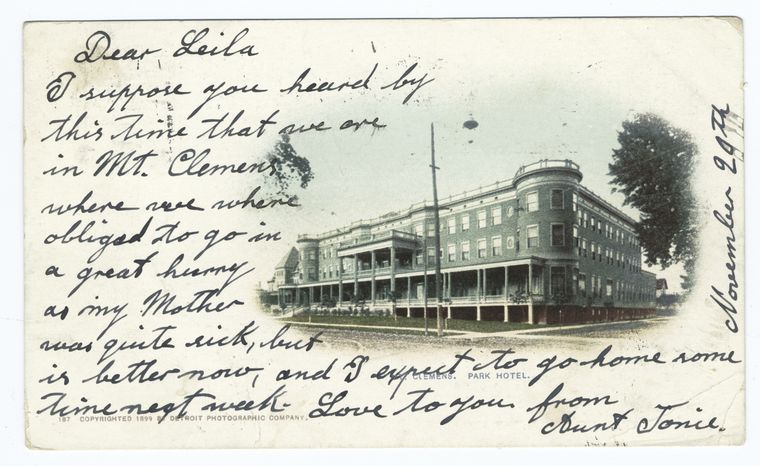 Dear Leila
I suppose you heard by
this time that we are
in Mt. Clemens
where we where
obliged to go in
a great hurry
as my Mother
was quite sick, but
is better now, and I expect to go home some
time next week. Love to you from
Aunt Tonie.
November 20th
CLEMENS. PARK HOTEL.
187 COPYRIGHTED 1899 BY DETROIT PHOTOGRAPHIC COMPANY.